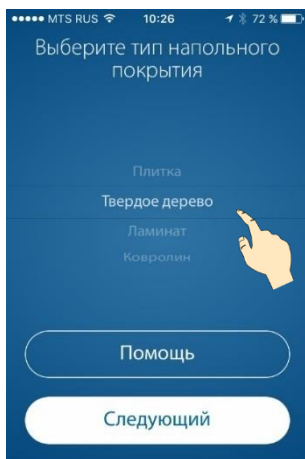 ●●●●● MTS RUS 10:26 72 %
Выберите тип напольного
покрытия
Плитка
Твердое дерево
Ламинат
Ковролин
Помощь
Следующий